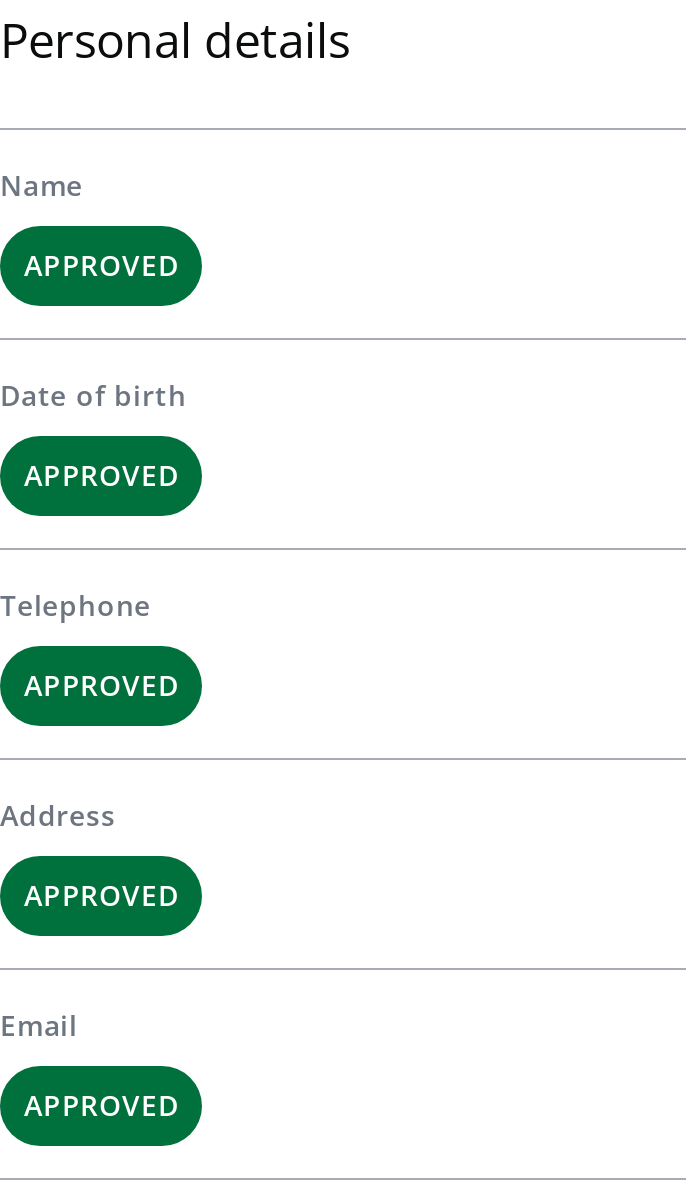 Personal details
Name
APPROVED
Date of birth
APPROVED
Telephone
APPROVED
Address
APPROVED
Email
APPROVED